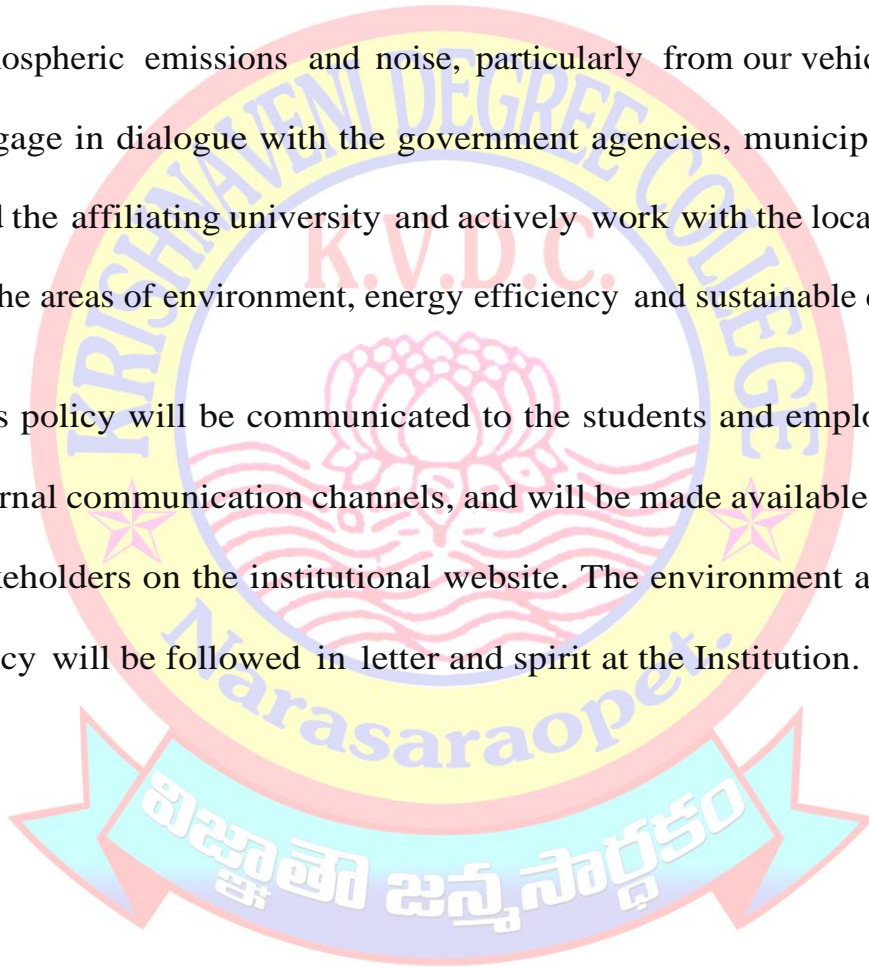 ospheric emissions and noise, particularly from our vehic
gage in dialogue with the government agencies, municip
l the affiliating university and actively work with the loca
he areas of environment, energy efficiency and sustainable
s policy will be communicated to the students and emplo
ernal communication channels, and will be made available
keholders on the institutional website. The environment a
cy will be followed in letter and spirit at the Institution.
KRISHNAVENI DEGREE COLLEGE
K.V.D.C.
Narasaraopet.
విజ్ఞాతౌ జన్మసార్ధకం